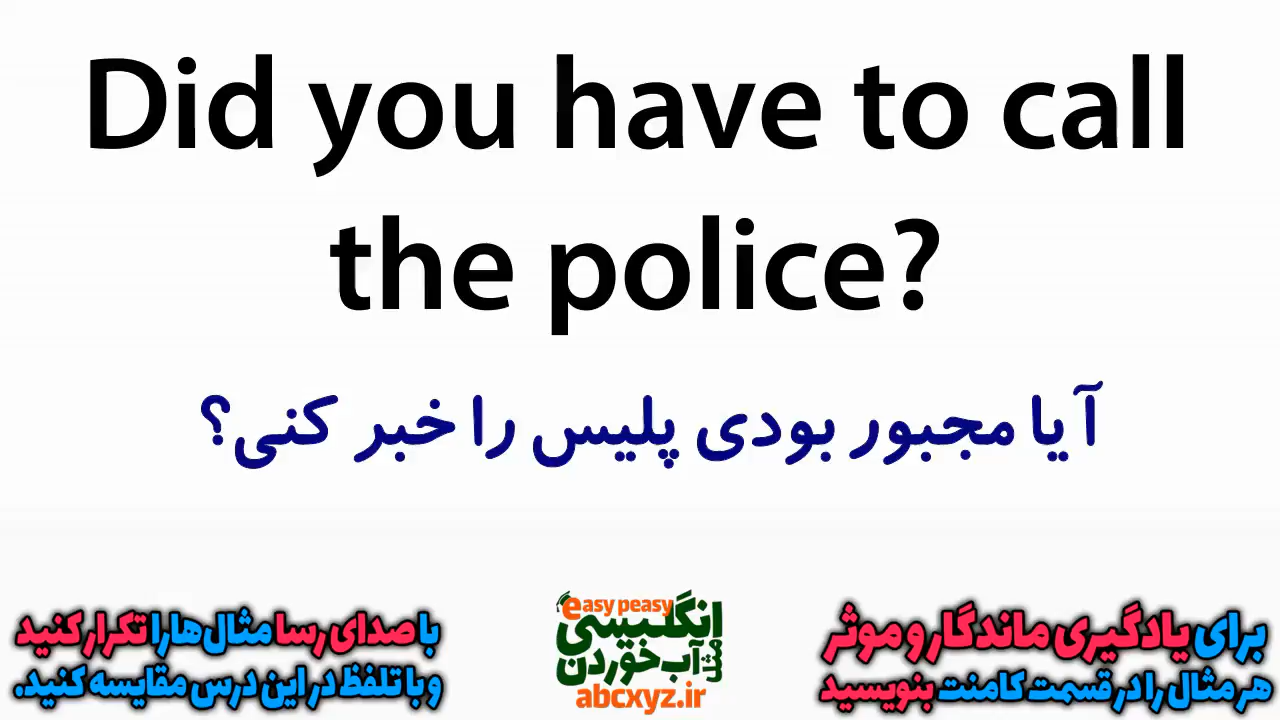 Did you have to call
the police?
آیا مجبور بودی پلیس را خبر کنی؟
برای یادگیری ماندگار و موثر
هر مثال را در قسمت کامنت بنویسید
easy peasy
انگلیسی
مثل آب خوردن
abcxyz.ir
با صدای رسا مثال‌ها را تکرار کنید
و با تلفظ در این درس مقایسه کنید.